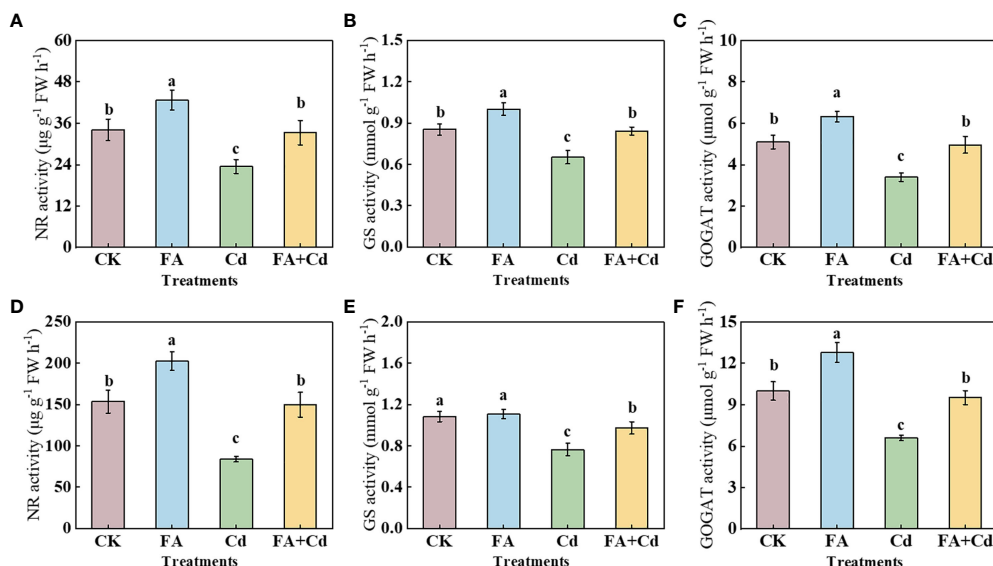 A
NR activity (μg g⁻¹ FW h⁻¹)
60
48
36
24
12
0
b
a
c
b
CK FA Cd FA+Cd
Treatments
B
GS activity (mmol g⁻¹ FW h⁻¹)
1.5
1.2
0.9
0.6
0.3
0.0
b
a
c
b
CK FA Cd FA+Cd
Treatments
C
GOGAT activity (μmol g⁻¹ FW h⁻¹)
10
8
6
4
2
0
b
a
c
b
CK FA Cd FA+Cd
Treatments
D
NR activity (μg g⁻¹ FW h⁻¹)
250
200
150
100
50
0
b
a
c
b
CK FA Cd FA+Cd
Treatments
E
GS activity (mmol g⁻¹ FW h⁻¹)
2.0
1.6
1.2
0.8
0.4
0.0
a
a
c
b
CK FA Cd FA+Cd
Treatments
F
GOGAT activity (μmol g⁻¹ FW h⁻¹)
15
12
9
6
3
0
b
a
c
b
CK FA Cd FA+Cd
Treatments